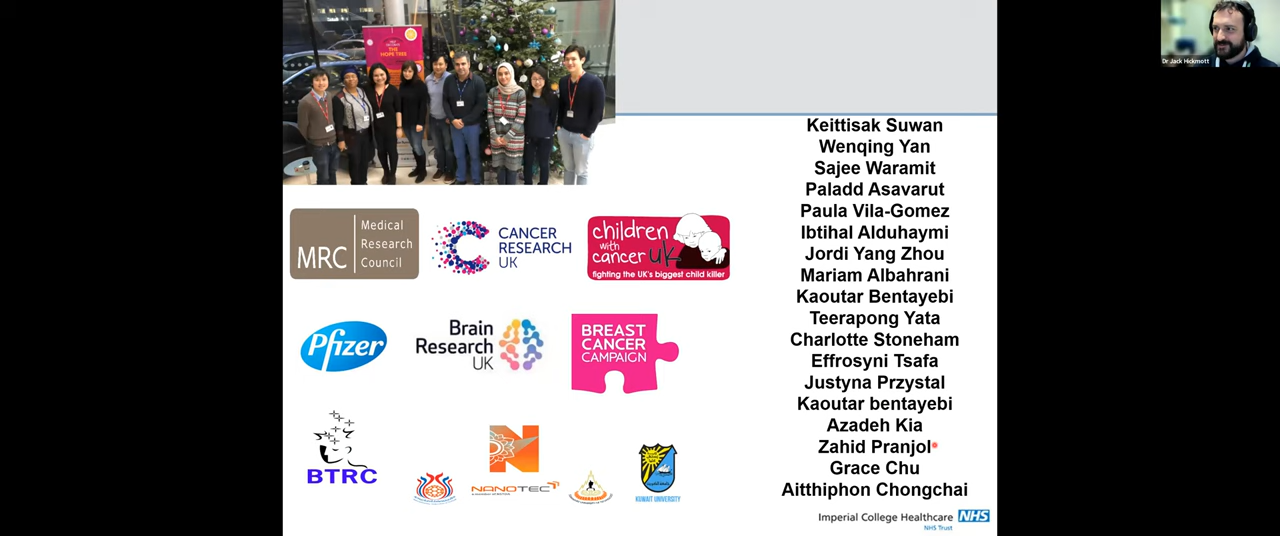 THE
HOPE TREE
Dr Jack Hickmott
Keittisak Suwan
Wenqing Yan
Sajee Waramit
Paladd Asavarut
Paula Vila-Gomez
Ibtihal Alduhaymi
Jordi Yang Zhou
Mariam Albahrani
Kaoutar Bentayebi
Teerapong Yata
Charlotte Stoneham
Effrosyni Tsafa
Justyna Przystal
Kaoutar bentayebi
Azadeh Kia
Zahid Pranjol
Grace Chu
Aitthiphon Chongchai
MRC
Medical
Research
Council
CANCER
RESEARCH
UK
children
with
cancer uk
fighting the UK's biggest child killer
Pfizer
Brain
Research
UK
BREAST
CANCER
CAMPAIGN
BTRC
N
NANOTEC
KUWAIT UNIVERSITY
Imperial College Healthcare NHS
NHS Trust